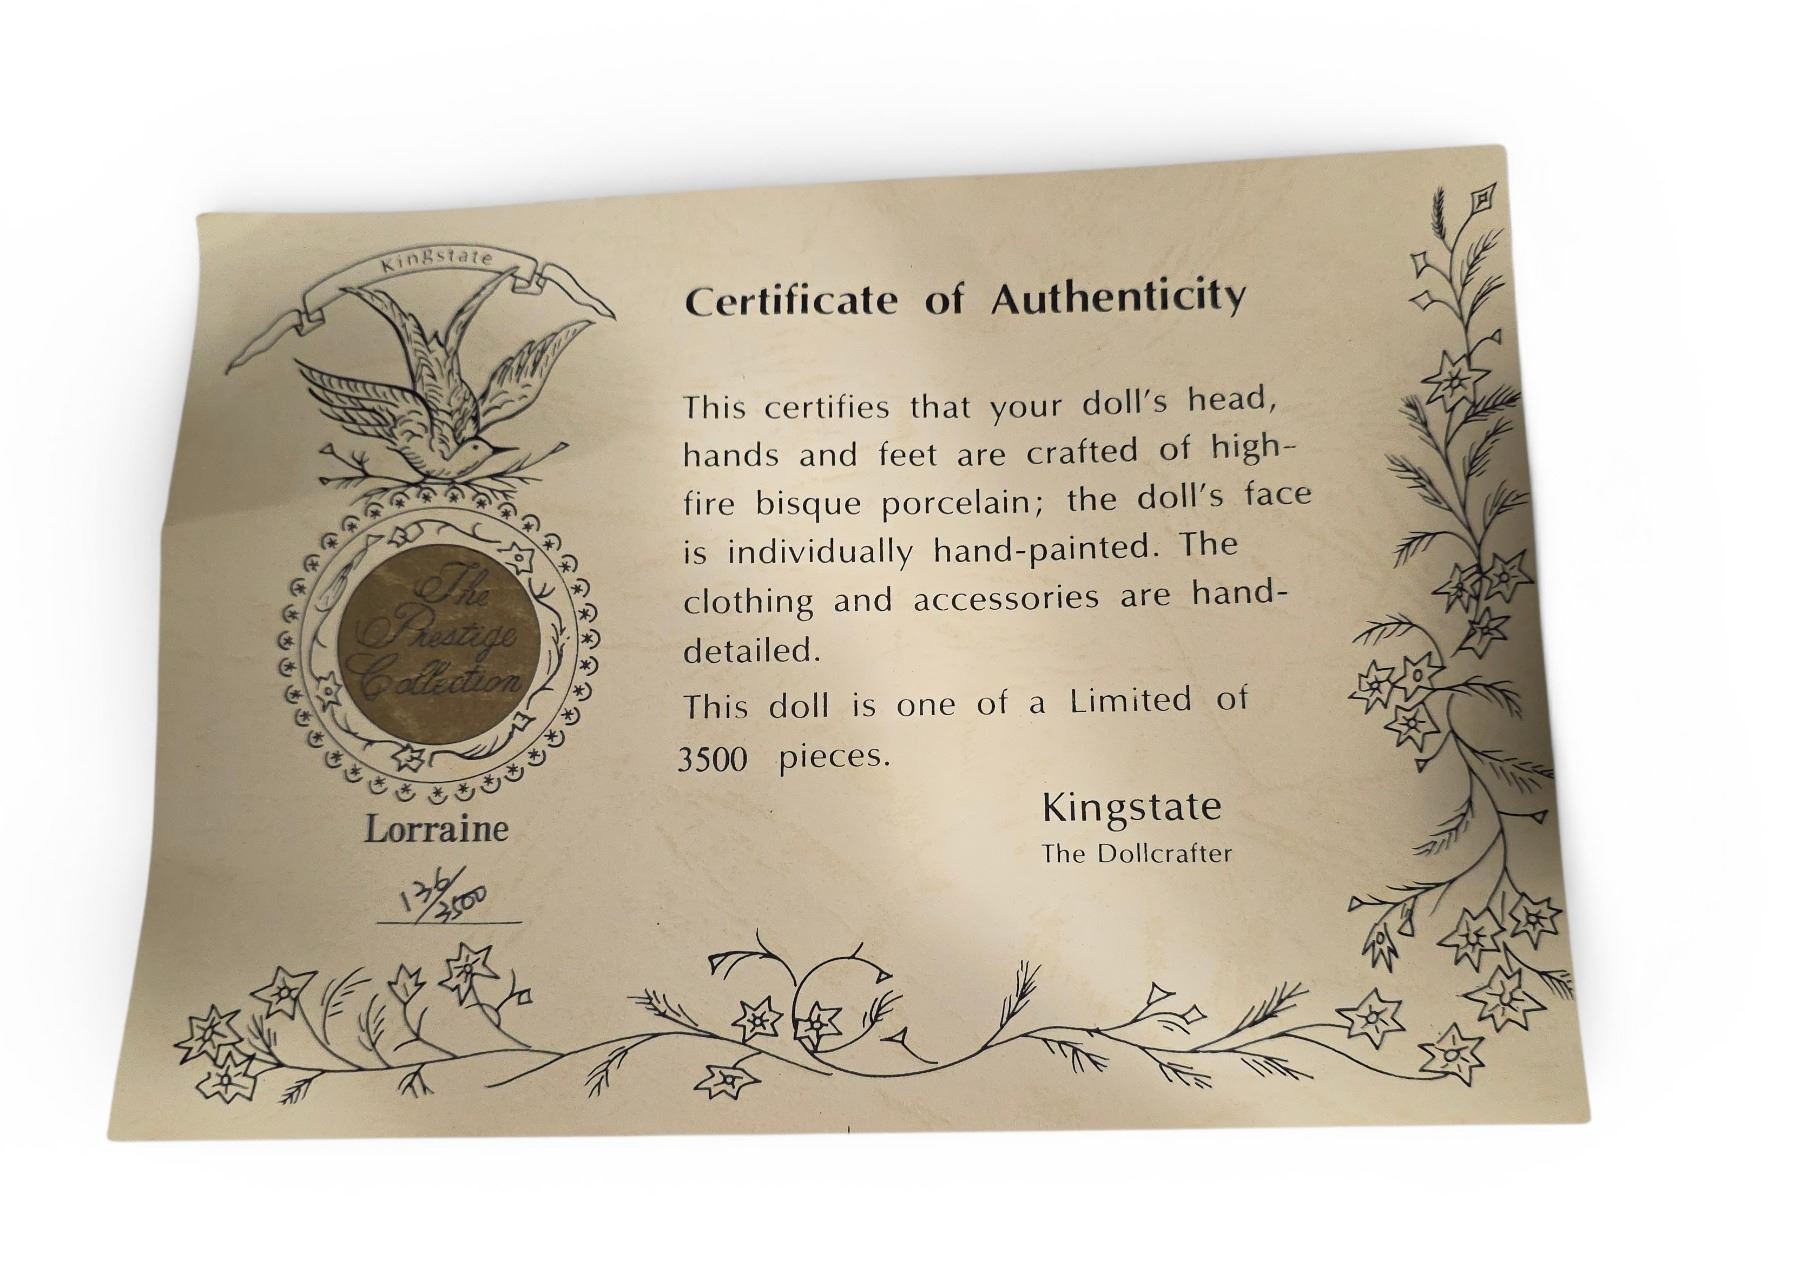 Kingstate
The
Prestige
Collection
Lorraine
136/3500
Certificate of Authenticity
This certifies that your doll's head,
hands and feet are crafted of high-
fire bisque porcelain; the doll's face
is individually hand-painted. The
clothing and accessories are hand-
detailed.
This doll is one of a Limited of
3500 pieces.
Kingstate
The Dollcrafter